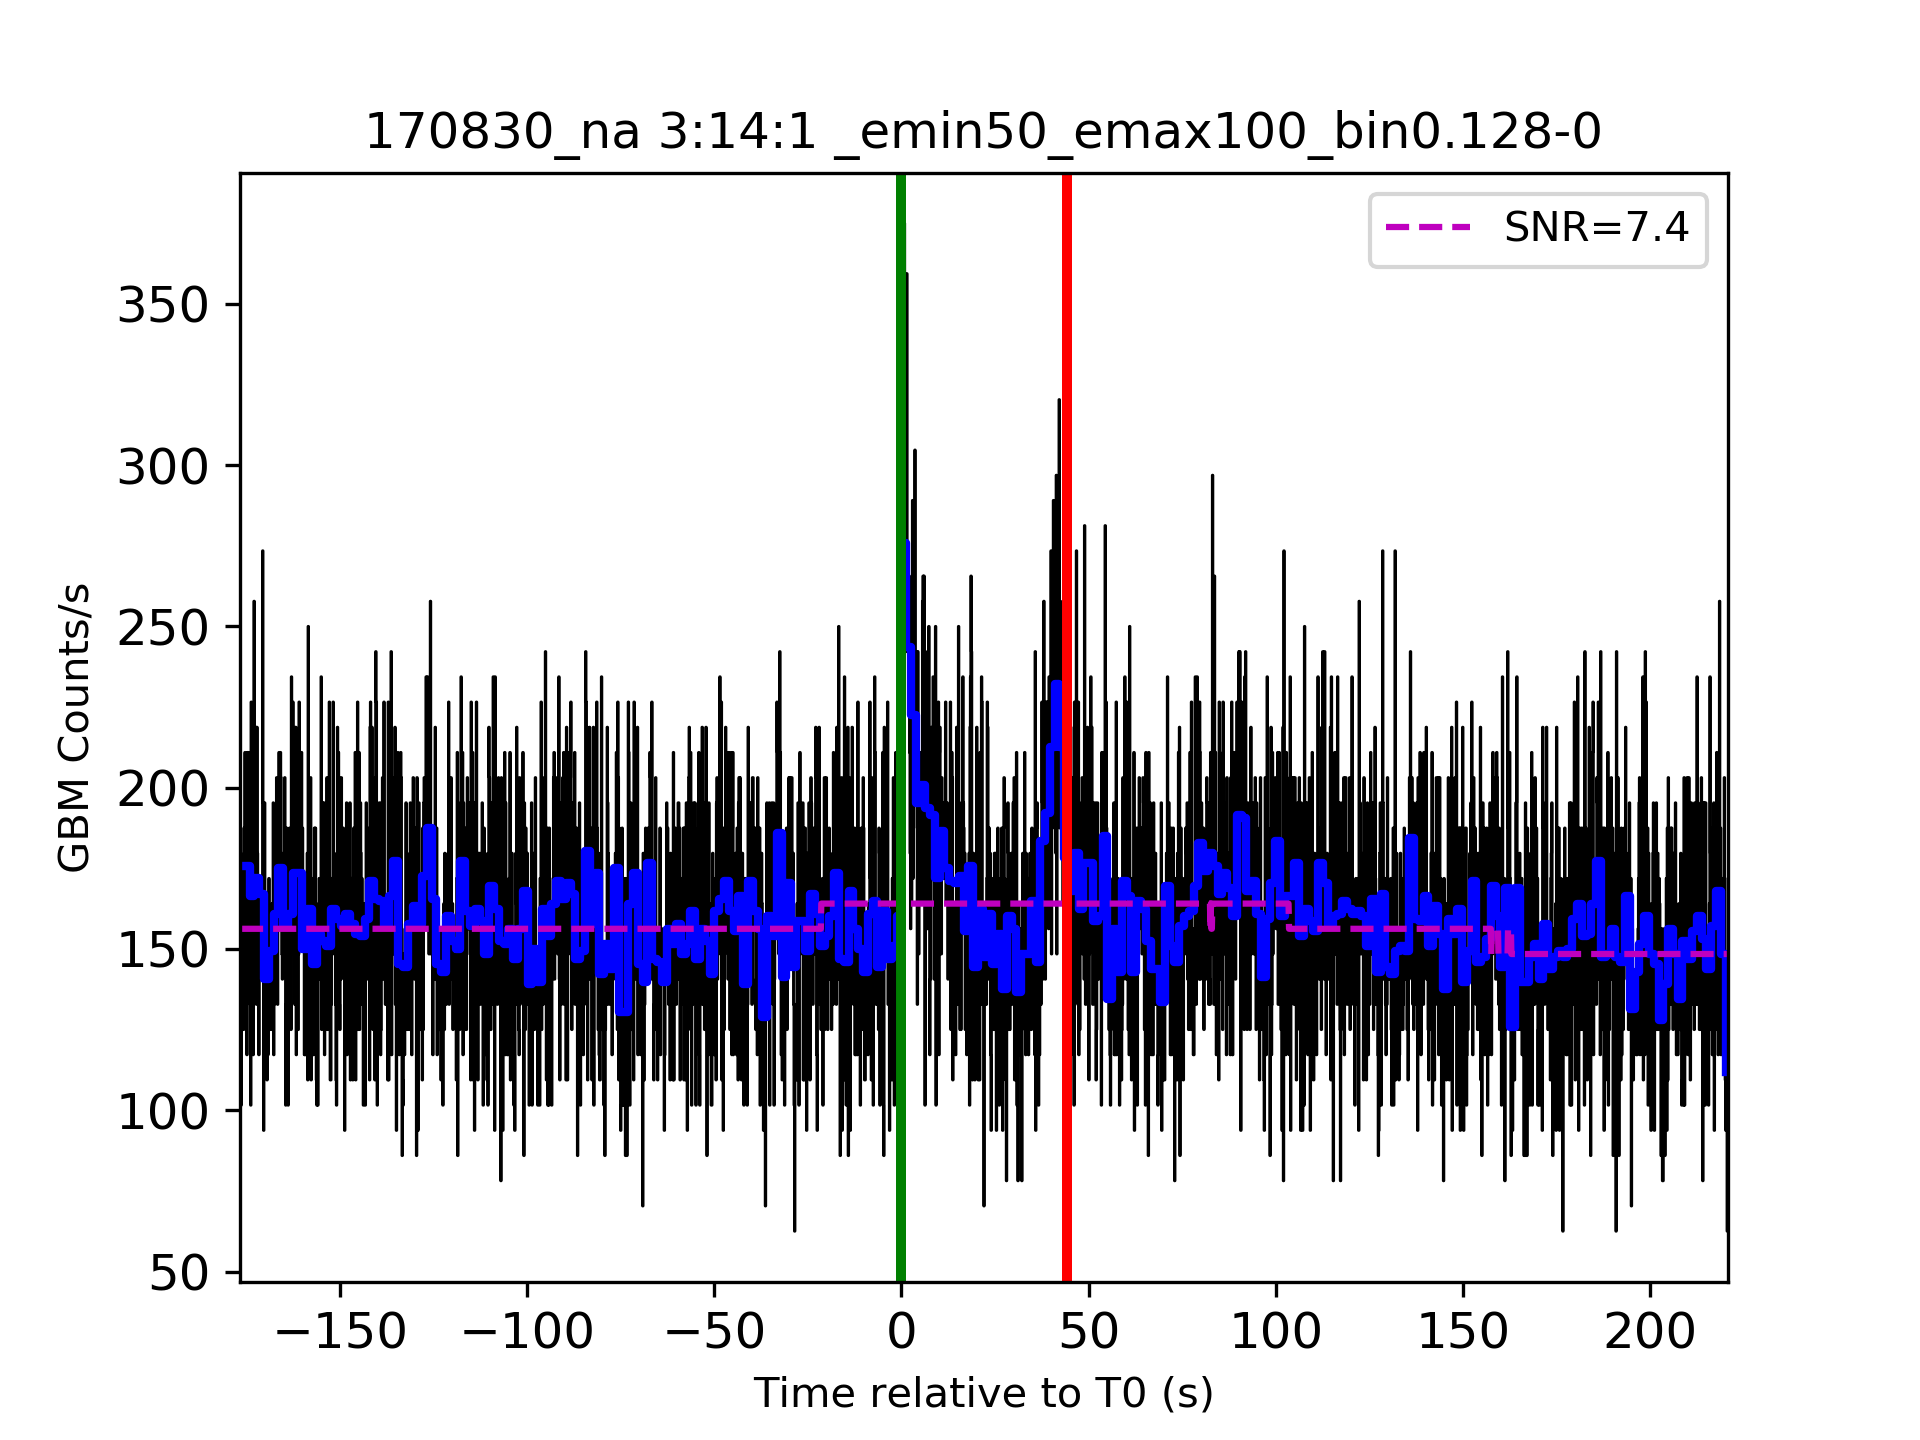 170830_na 3:14:1 _emin50_emax100_bin0.128-0
SNR=7.4
GBM Counts/s
350
300
250
200
150
100
50
−150 −100 −50 0 50 100 150 200
Time relative to T0 (s)